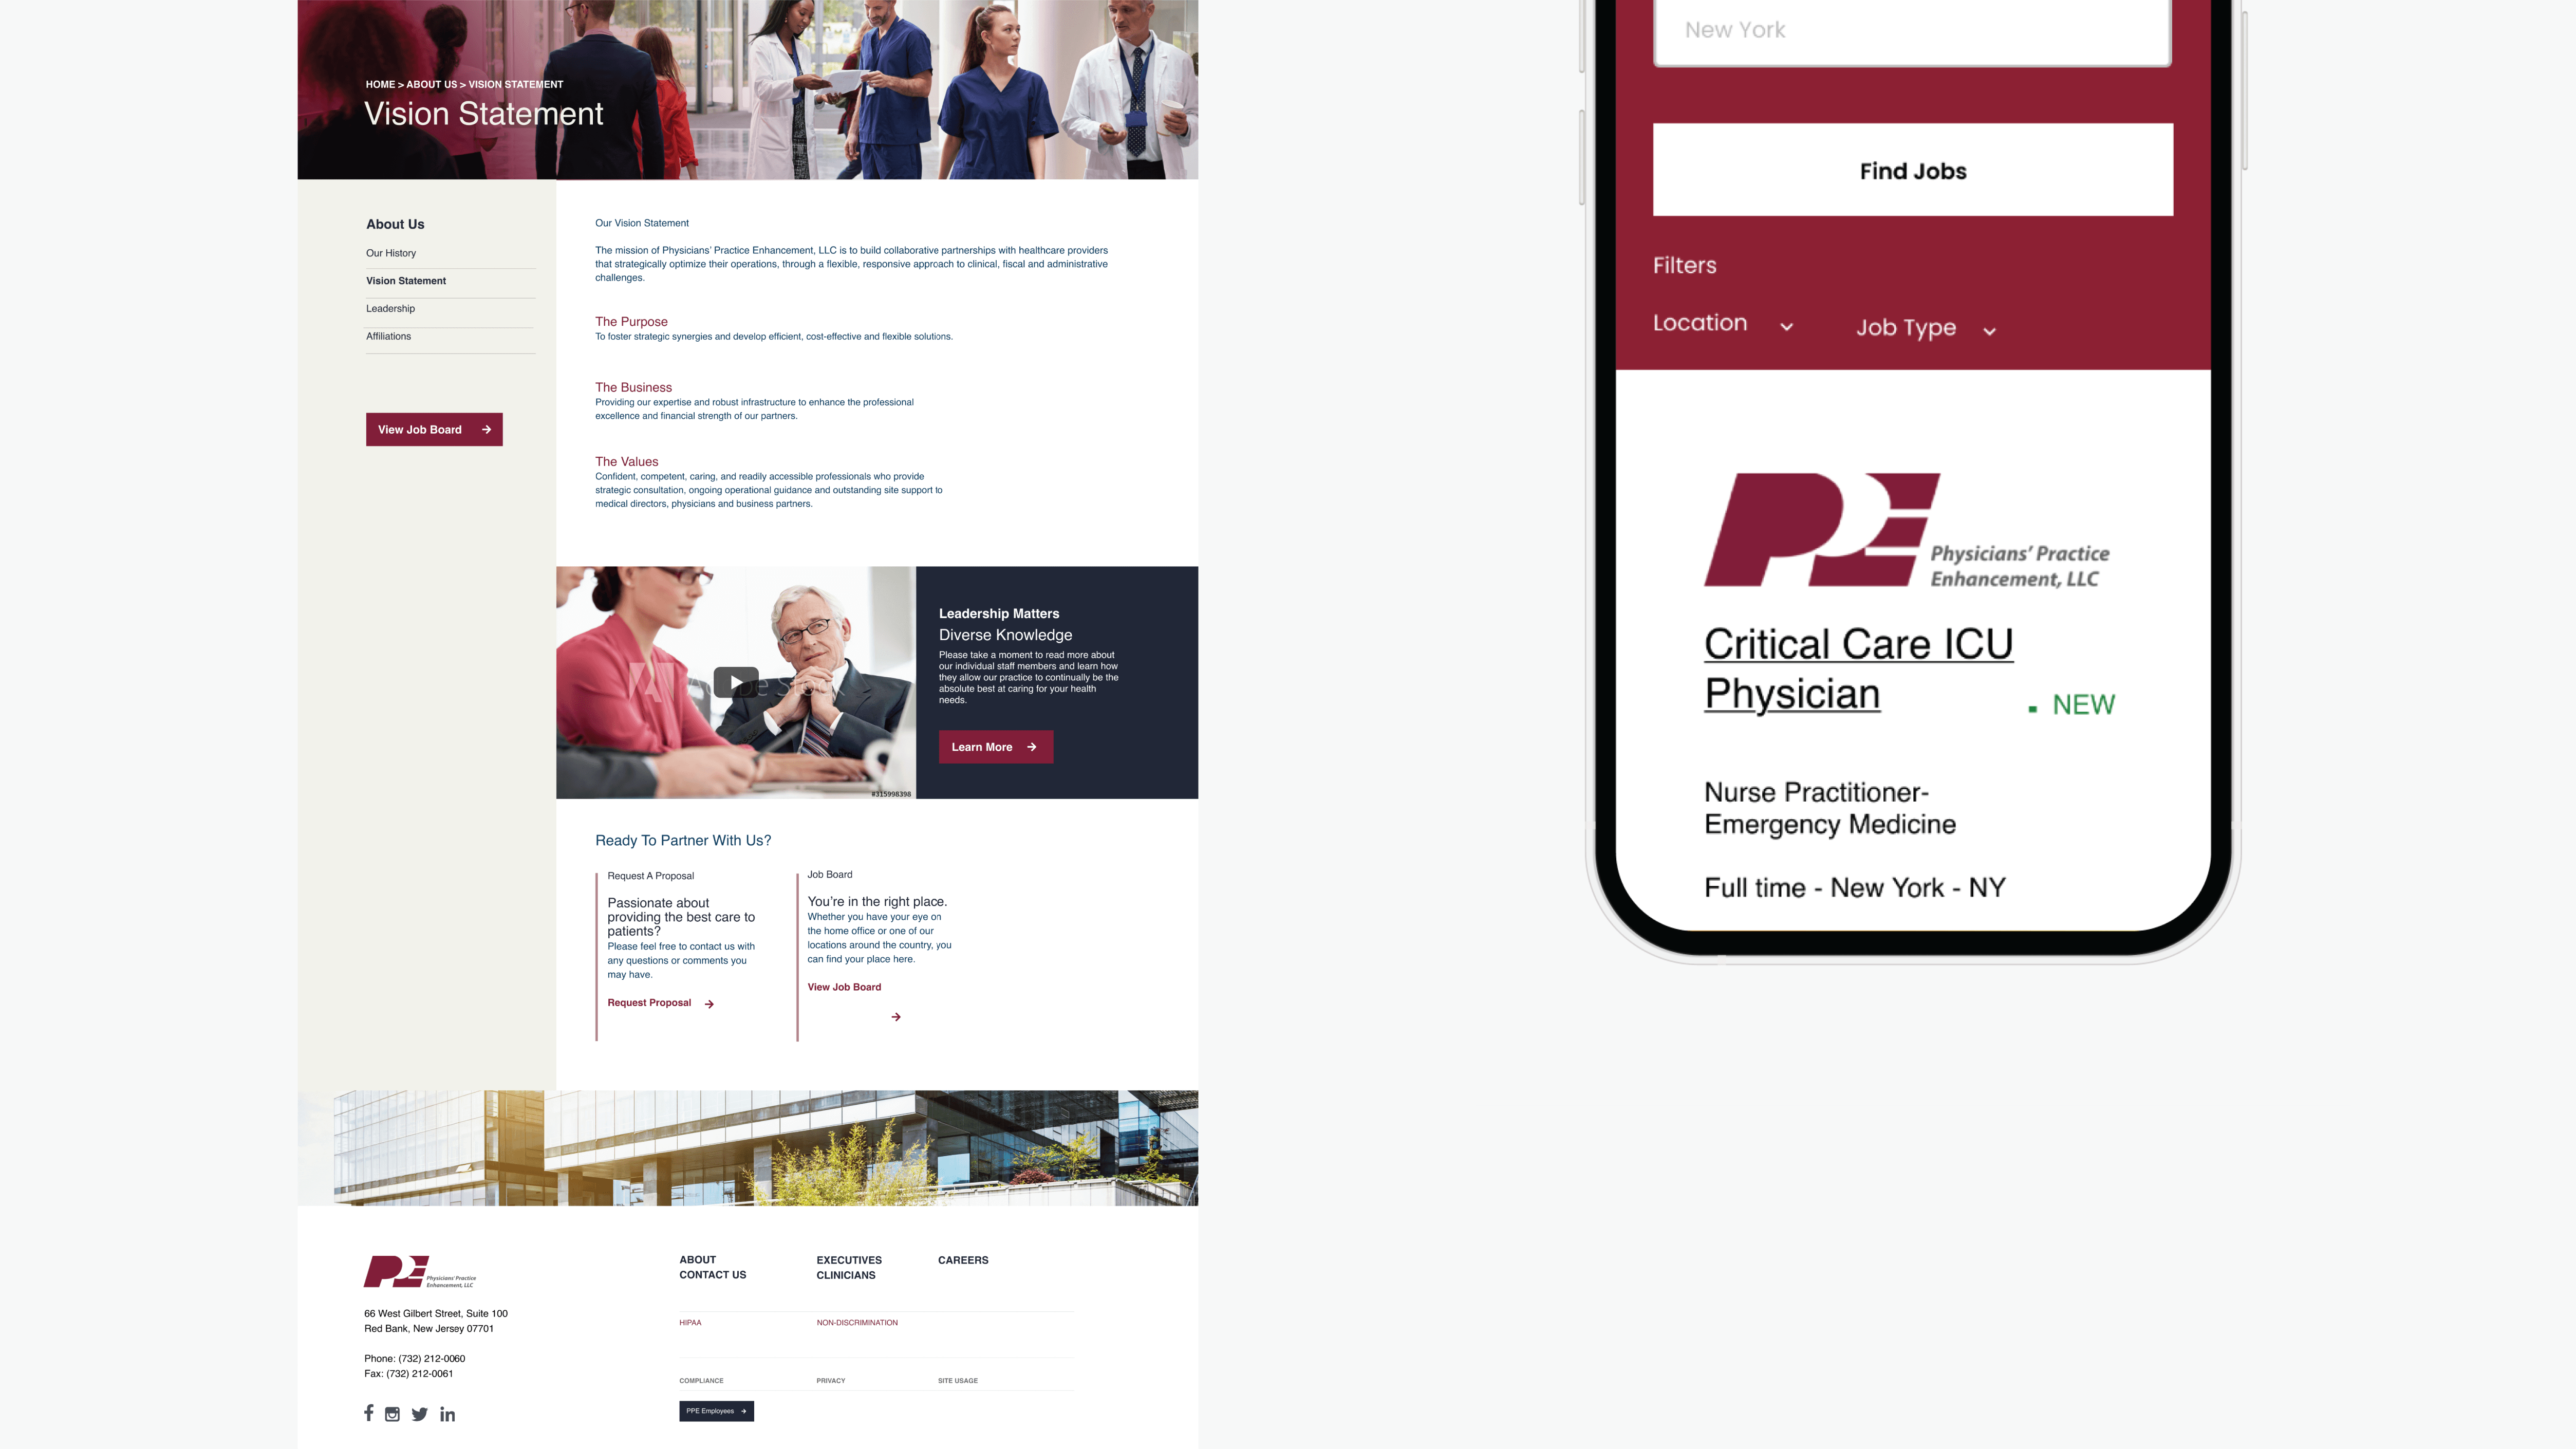 HOME > ABOUT US > VISION STATEMENT
Vision Statement
About Us
Our History
Vision Statement
Leadership
Affiliations
View Job Board
Our Vision Statement
The mission of Physicians' Practice Enhancement, LLC is to build collaborative partnerships with healthcare providers
that strategically optimize their operations, through a flexible, responsive approach to clinical, fiscal and administrative
challenges.
The Purpose
To foster strategic synergies and develop efficient, cost-effective and flexible solutions.
The Business
Providing our expertise and robust infrastructure to enhance the professional
excellence and financial strength of our partners.
The Values
Confident, competent, caring, and readily accessible professionals who provide
strategic consultation, ongoing operational guidance and outstanding site support to
medical directors, physicians and business partners.
#315998398
Leadership Matters
Diverse Knowledge
Please take a moment to read more about
our individual staff members and learn how
they allow our practice to continually be the
absolute best at caring for your health
needs.
Learn More
Ready To Partner With Us?
Request A Proposal
Passionate about
providing the best care to
patients?
Please feel free to contact us with
any questions or comments you
may have.
Request Proposal
Job Board
You're in the right place.
Whether you have your eye on
the home office or one of our
locations around the country, you
can find your place here.
View Job Board
PPE
Physicians' Practice
Enhancement, LLC
66 West Gilbert Street, Suite 100
Red Bank, New Jersey 07701
Phone: (732) 212-0060
Fax: (732) 212-0061
ABOUT
CONTACT US
EXECUTIVES
CLINICIANS
CAREERS
HIPAA
NON-DISCRIMINATION
COMPLIANCE
PRIVACY
SITE USAGE
PPE Employees
New York
Find Jobs
Filters
Location
Job Type
PPE
Physicians' Practice
Enhancement, LLC
Critical Care ICU
Physician
NEW
Nurse Practitioner-
Emergency Medicine
Full time - New York - NY